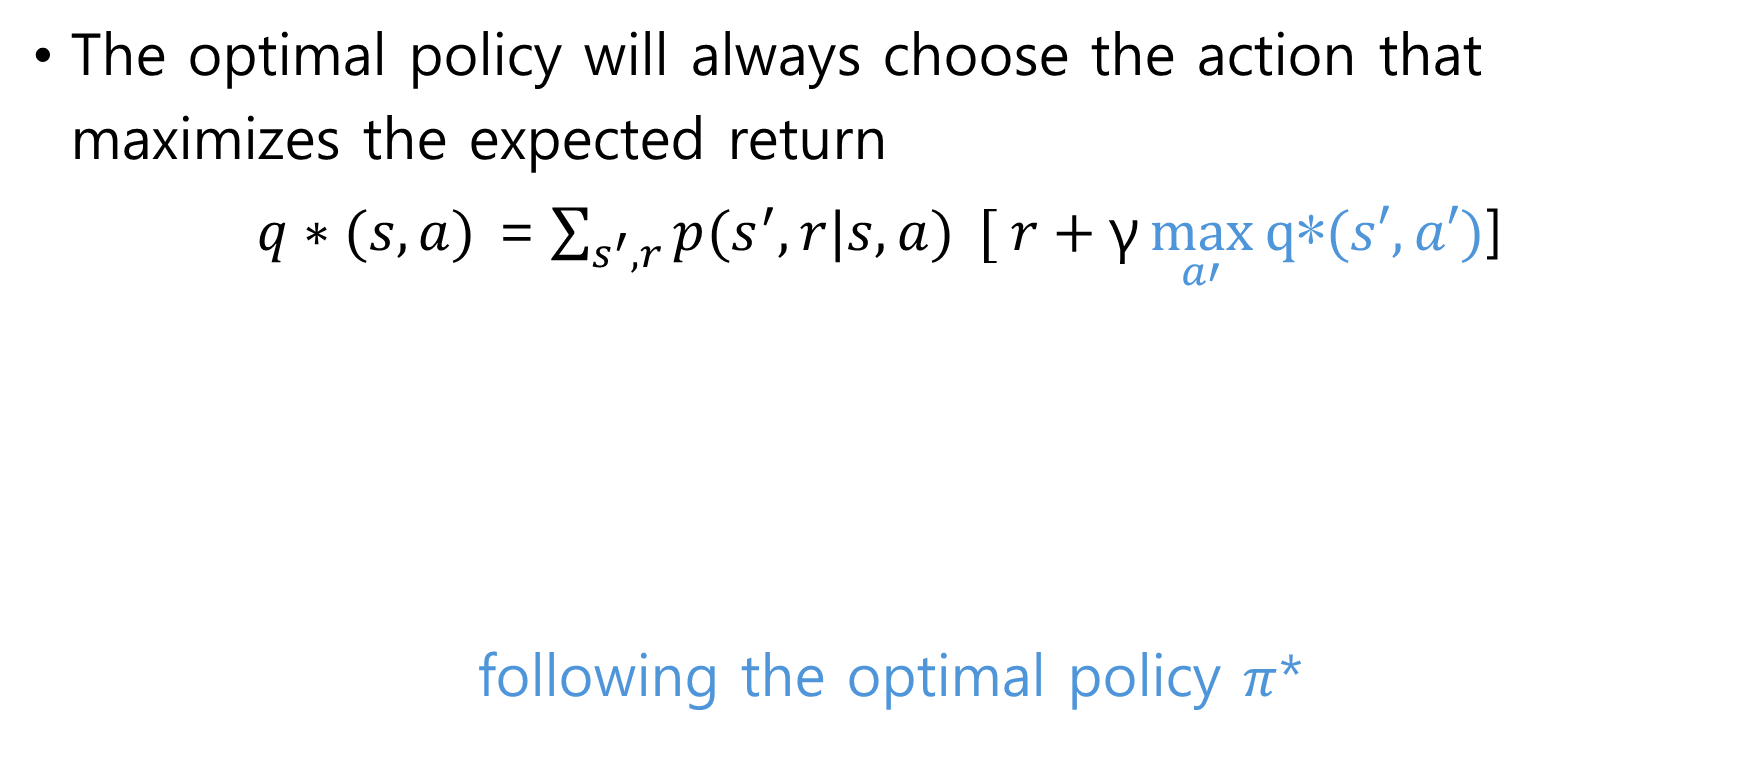 • The optimal policy will always choose the action that
maximizes the expected return
q ∗ (s, a) = ∑s′,r p(s′, r|s, a) [ r + γ max a′ q*(s′, a′)]
following the optimal policy π*